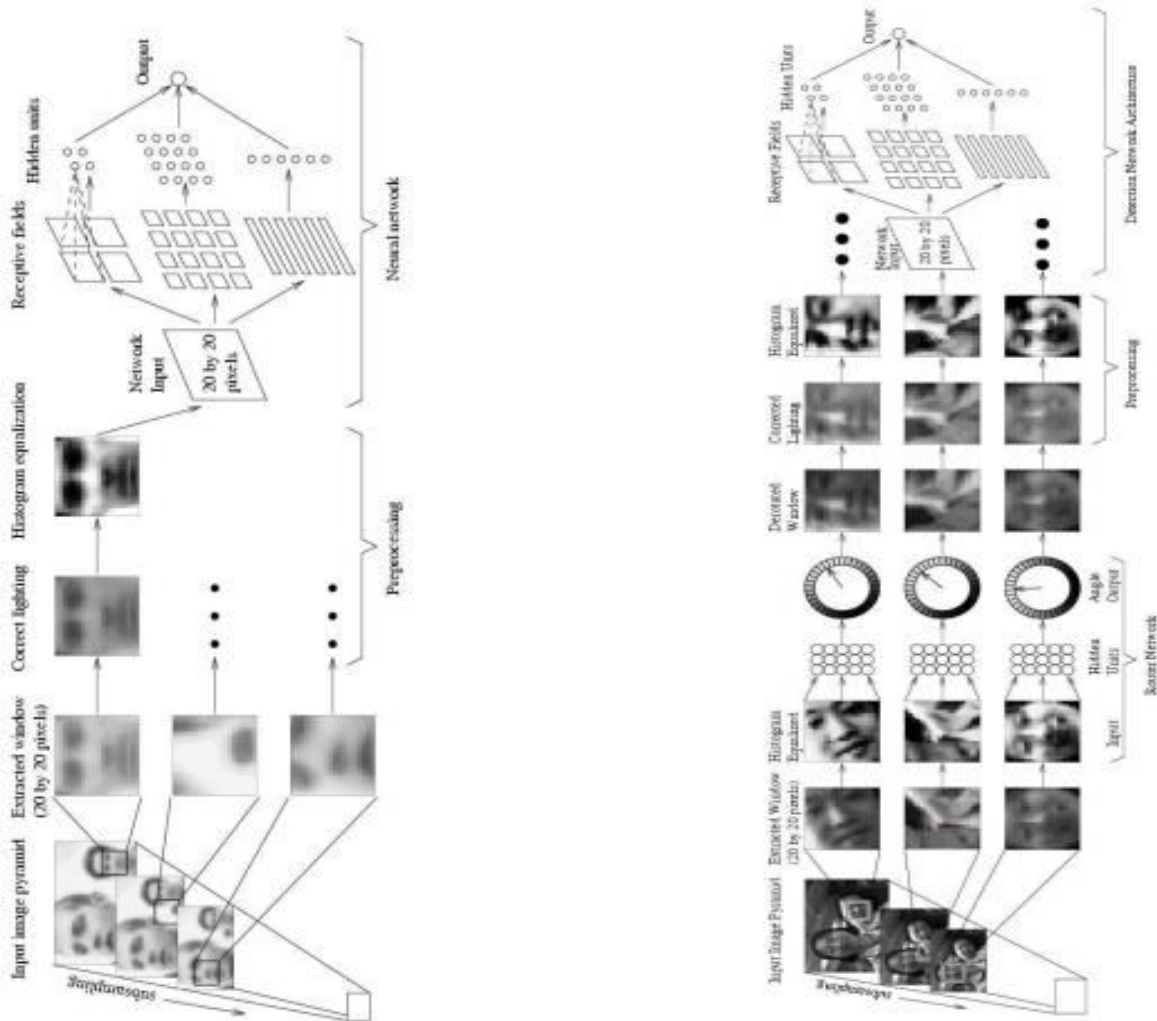 Input image pyramid
Extracted window
(20 by 20 pixels)
Correct lighting
Histogram equalization
Receptive fields
Hidden units
Network
Input
20 by 20
pixels
Output
subsampling
Preprocessing
Neural network
Input Image Pyramid
Extracted Window
(20 by 20 pixels)
Histogram
Equalized
Derotated
Window
Corrected
Lighting
Histogram
Equalized
Receptive Fields
Hidden Units
Network
Input
20 by 20
pixels
Output
subsampling
Input
Hidden
Units
Angle
Output
Router Network
Preprocessing
Detection Network Architecture